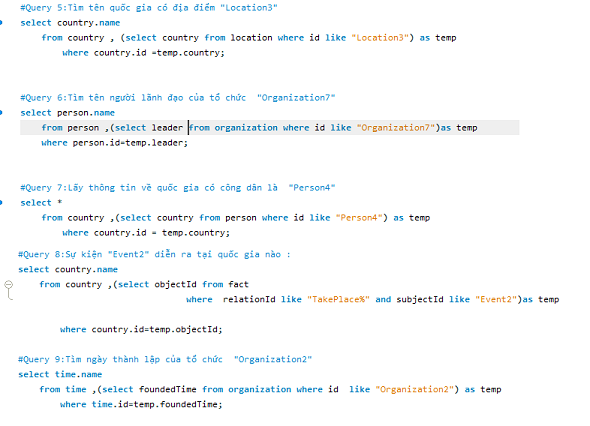 #Query 5:Tìm tên quốc gia có địa điểm "Location3"
select country.name
from country , (select country from location where id like "Location3") as temp
where country.id =temp.country;
#Query 6:Tìm tên người lãnh đạo của tổ chức  "Organization7"
select person.name
from person ,(select leader from organization where id like "Organization7")as temp
where person.id=temp.leader;
#Query 7:Lấy thông tin về quốc gia có công dân là  "Person4"
select *
from country ,(select country from person where id like "Person4") as temp
where country.id = temp.country;
#Query 8:Sự kiện "Event2" diễn ra tại quốc gia nào :
select country.name
from country ,(select objectId from fact
where  relationId like "TakePlace%" and subjectId like "Event2")as temp
where country.id=temp.objectId;
#Query 9:Tìm ngày thành lập của tổ chức  "Organization2"
select time.name
from time ,(select foundedTime from organization where id  like "Organization2") as temp
where time.id=temp.foundedTime;